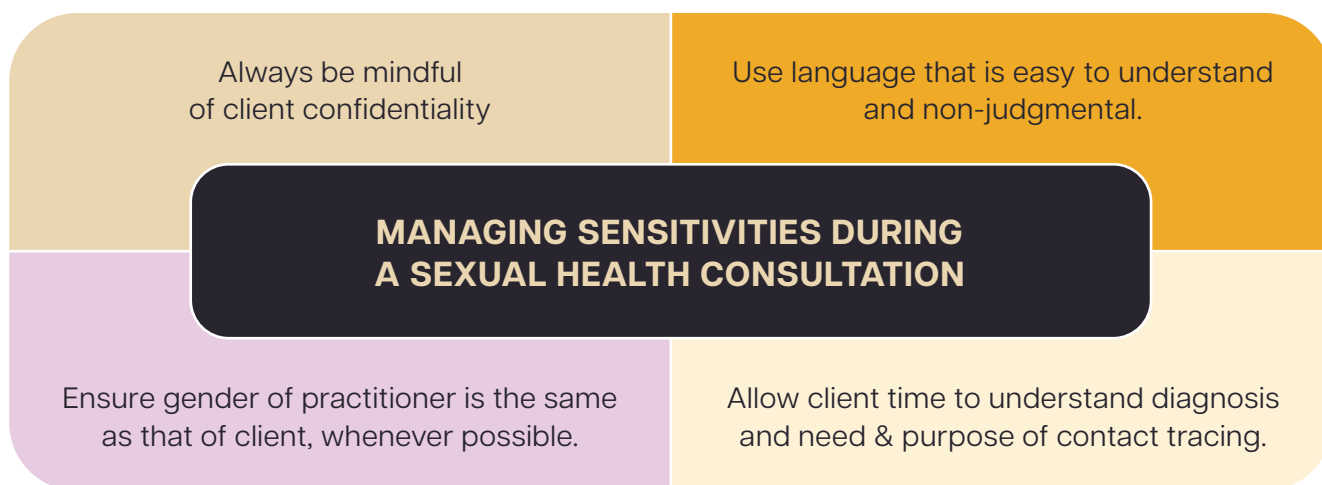 Always be mindful
of client confidentiality
Use language that is easy to understand
and non-judgmental.
MANAGING SENSITIVITIES DURING
A SEXUAL HEALTH CONSULTATION
Ensure gender of practitioner is the same
as that of client, whenever possible.
Allow client time to understand diagnosis
and need & purpose of contact tracing.